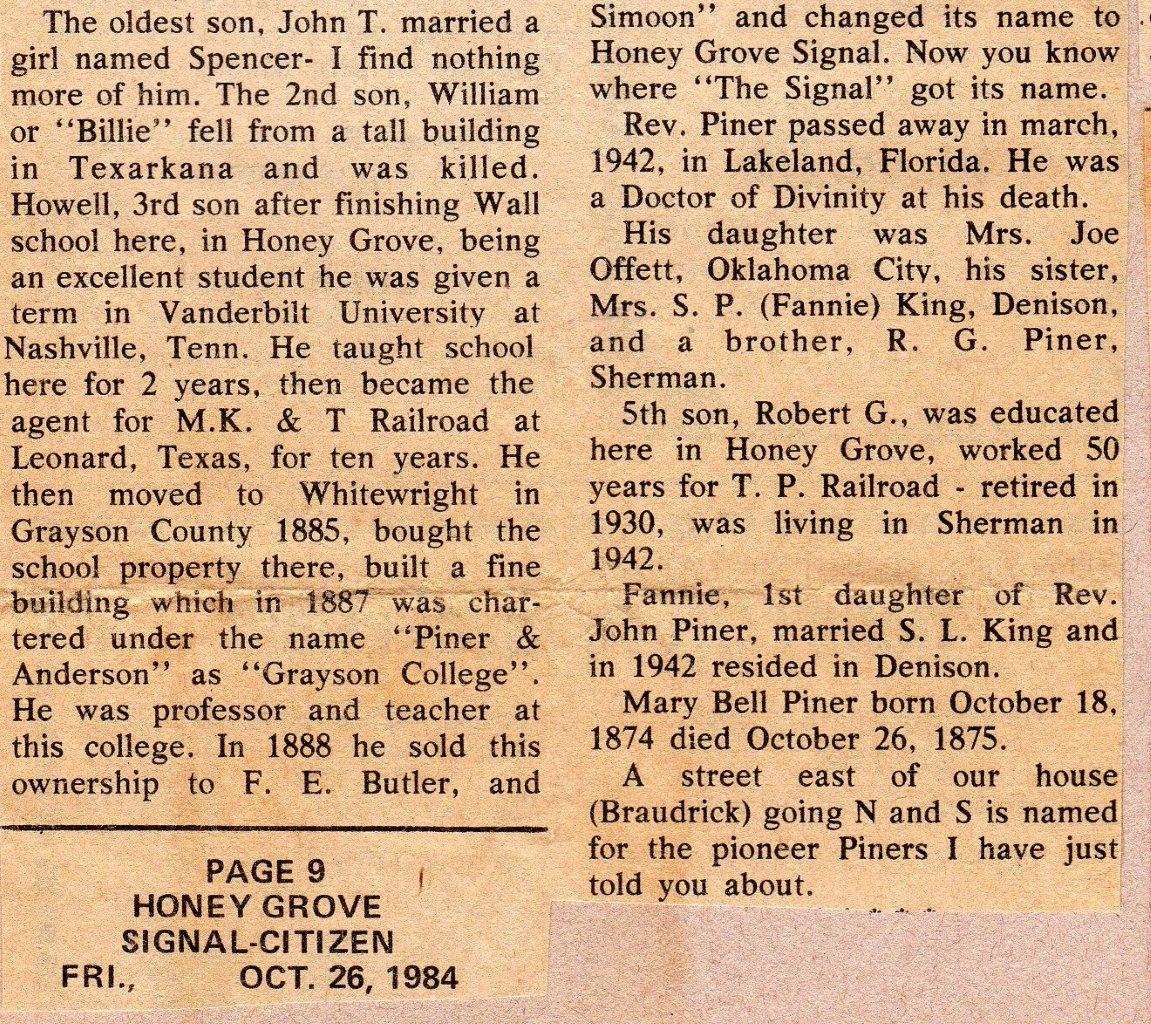 The oldest son, John T. married a
girl named Spencer- I find nothing
more of him. The 2nd son, William
or "Billie" fell from a tall building
in Texarkana and was killed.
Howell, 3rd son after finishing Wall
school here, in Honey Grove, being
an excellent student he was given a
term in Vanderbilt University at
Nashville, Tenn. He taught school
here for 2 years, then became the
agent for M.K. & T Railroad at
Leonard, Texas, for ten years. He
then moved to Whitewright in
Grayson County 1885, bought the
school property there, built a fine
building which in 1887 was char-
tered under the name "Piner &
Anderson" as "Grayson College".
He was professor and teacher at
this college. In 1888 he sold this
ownership to F. E. Butler, and
PAGE 9
HONEY GROVE
SIGNAL-CITIZEN
FRI., OCT. 26, 1984
Simoon" and changed its name to
Honey Grove Signal. Now you know
where "The Signal" got its name.
Rev. Piner passed away in march,
1942, in Lakeland, Florida. He was
a Doctor of Divinity at his death.
His daughter was Mrs. Joe
Offett, Oklahoma City, his sister,
Mrs. S. P. (Fannie) King, Denison,
and a brother, R. G. Piner,
Sherman.
5th son, Robert G., was educated
here in Honey Grove, worked 50
years for T. P. Railroad - retired in
1930, was living in Sherman in
1942.
Fannie, 1st daughter of Rev.
John Piner, married S. L. King and
in 1942 resided in Denison.
Mary Bell Piner born October 18,
1874 died October 26, 1875.
A street east of our house
(Braudrick) going N and S is named
for the pioneer Piners I have just
told you about.